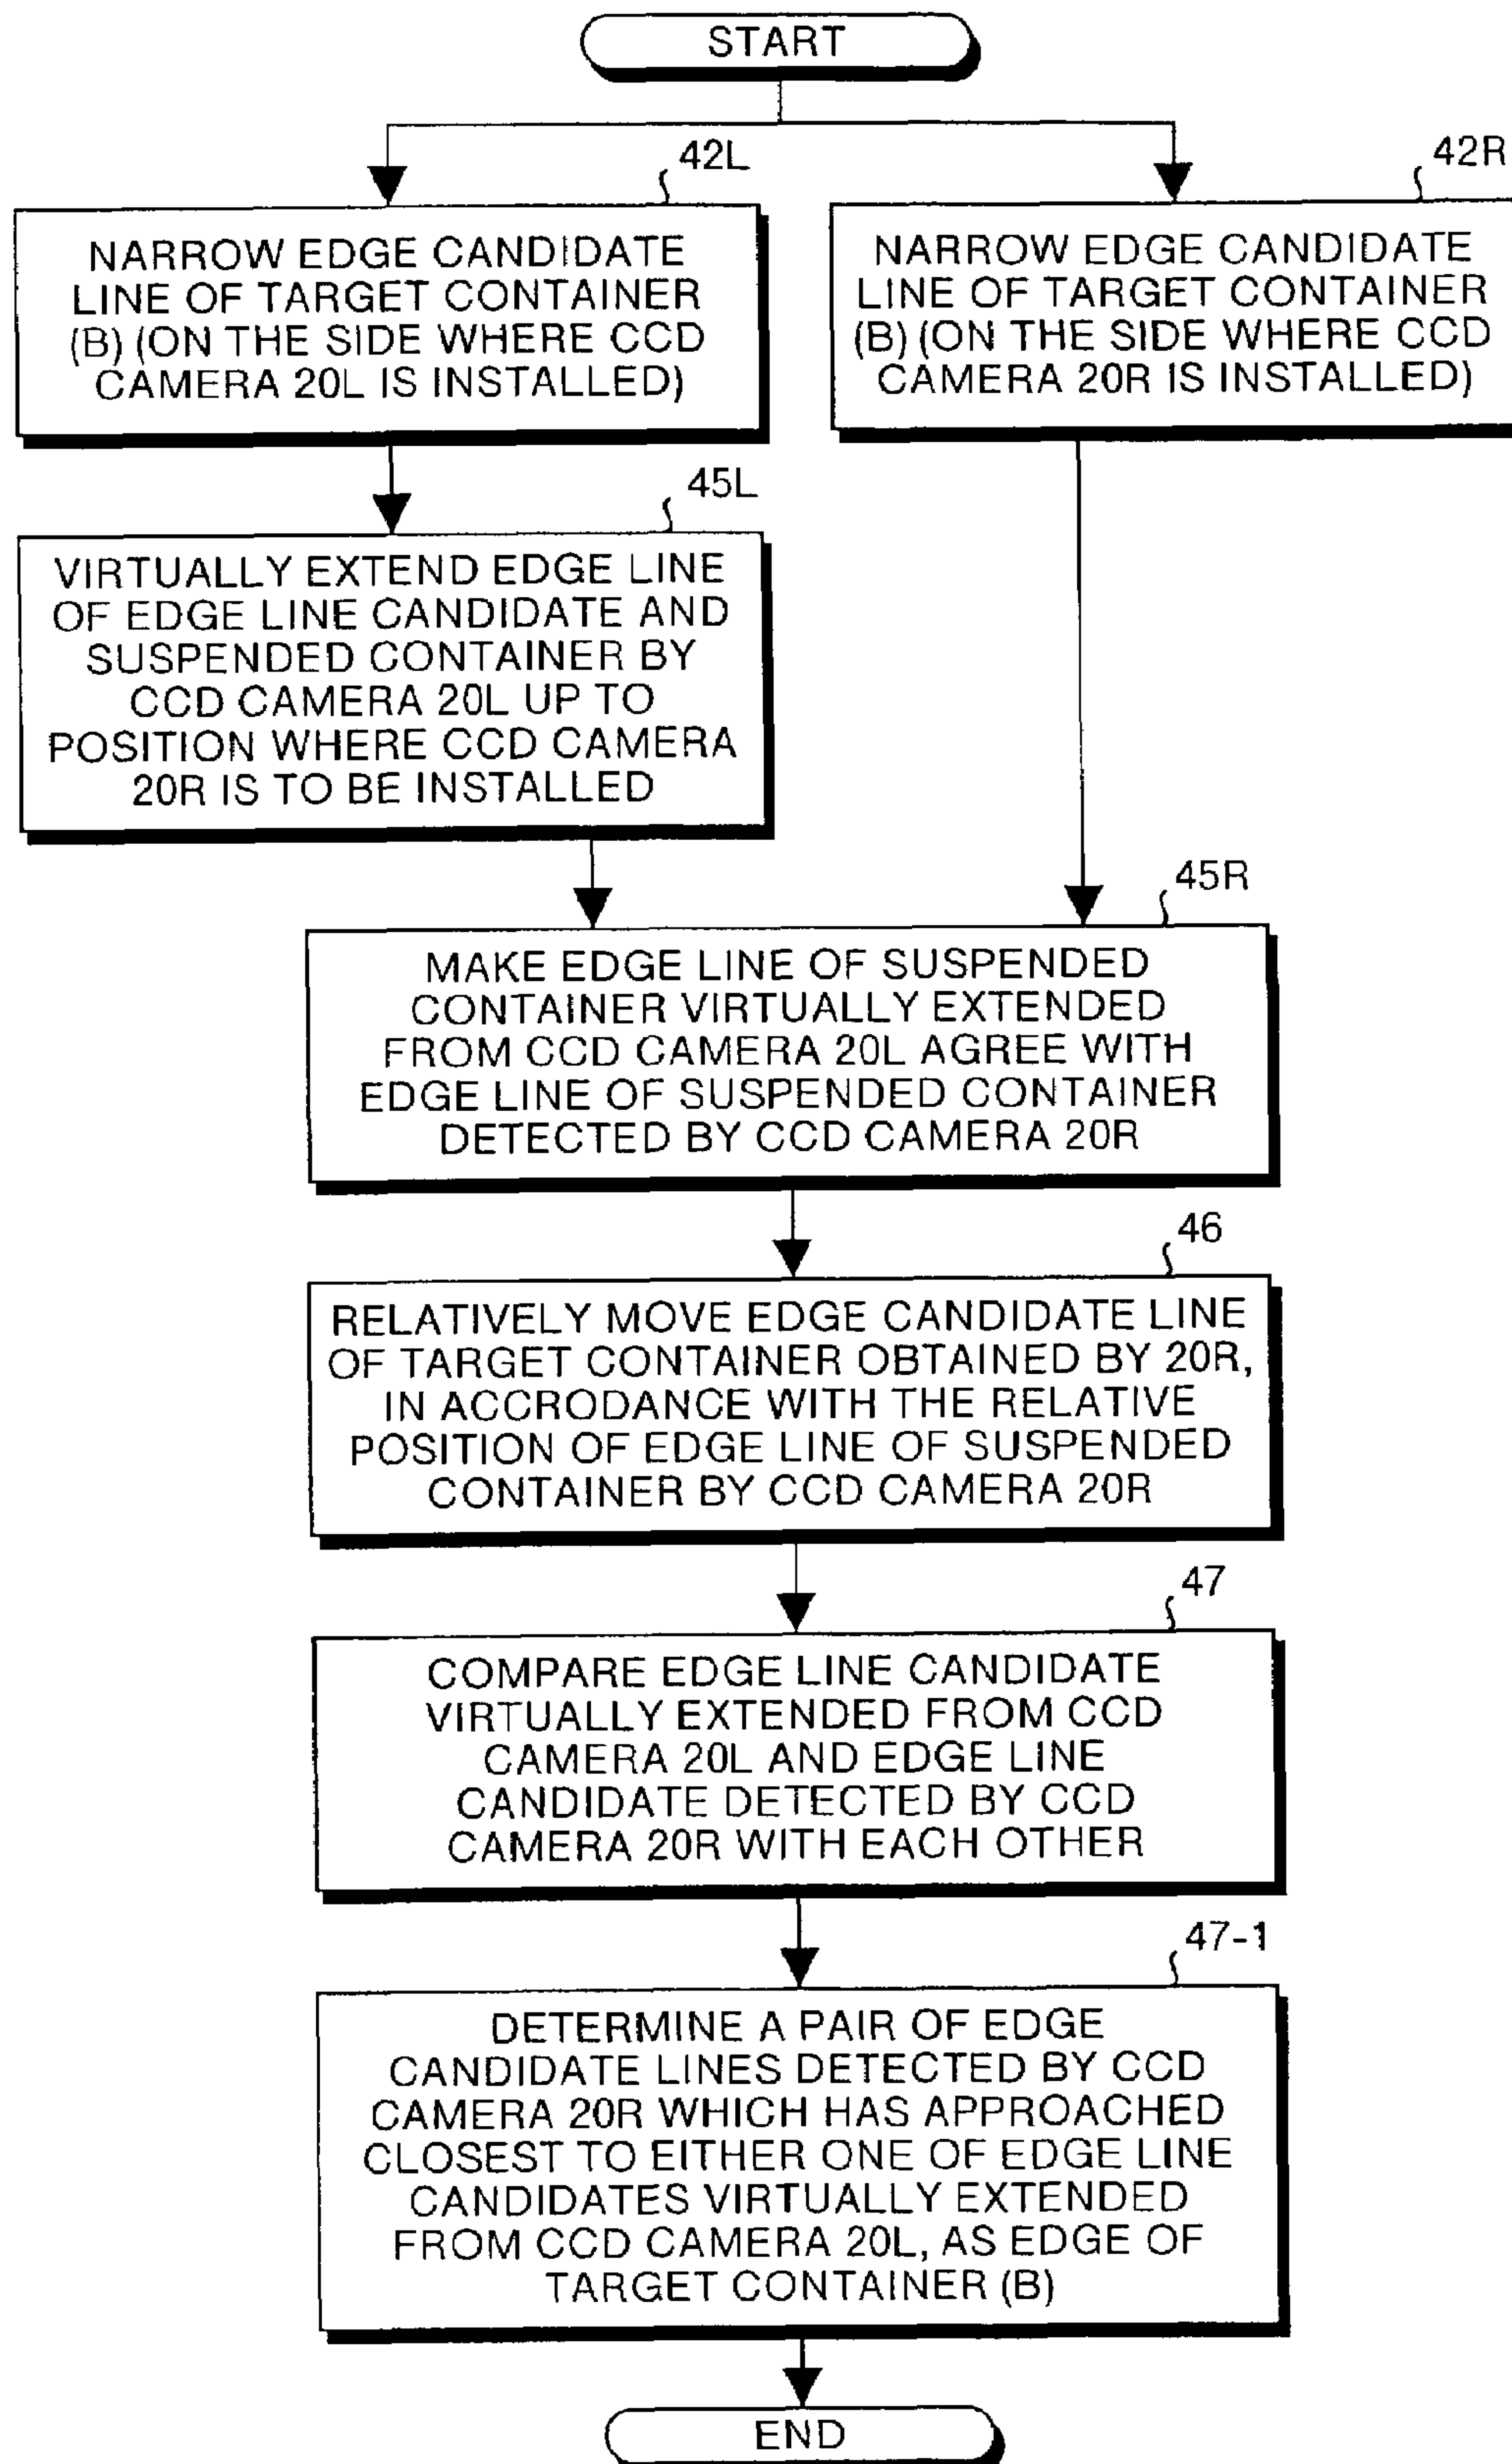 START
42L
NARROW EDGE CANDIDATE
LINE OF TARGET CONTAINER
(B) (ON THE SIDE WHERE CCD
CAMERA 20L IS INSTALLED)
42R
NARROW EDGE CANDIDATE
LINE OF TARGET CONTAINER
(B) (ON THE SIDE WHERE CCD
CAMERA 20R IS INSTALLED)
45L
VIRTUALLY EXTEND EDGE LINE
OF EDGE LINE CANDIDATE AND
SUSPENDED CONTAINER BY
CCD CAMERA 20L UP TO
POSITION WHERE CCD CAMERA
20R IS TO BE INSTALLED
45R
MAKE EDGE LINE OF SUSPENDED
CONTAINER VIRTUALLY EXTENDED
FROM CCD CAMERA 20L AGREE WITH
EDGE LINE OF SUSPENDED CONTAINER
DETECTED BY CCD CAMERA 20R
46
RELATIVELY MOVE EDGE CANDIDATE LINE
OF TARGET CONTAINER OBTAINED BY 20R,
IN ACCRODANCE WITH THE RELATIVE
POSITION OF EDGE LINE OF SUSPENDED
CONTAINER BY CCD CAMERA 20R
47
COMPARE EDGE LINE CANDIDATE
VIRTUALLY EXTENDED FROM CCD
CAMERA 20L AND EDGE LINE
CANDIDATE DETECTED BY CCD
CAMERA 20R WITH EACH OTHER
47-1
DETERMINE A PAIR OF EDGE
CANDIDATE LINES DETECTED BY CCD
CAMERA 20R WHICH HAS APPROACHED
CLOSEST TO EITHER ONE OF EDGE LINE
CANDIDATES VIRTUALLY EXTENDED
FROM CCD CAMERA 20L, AS EDGE OF
TARGET CONTAINER (B)
END